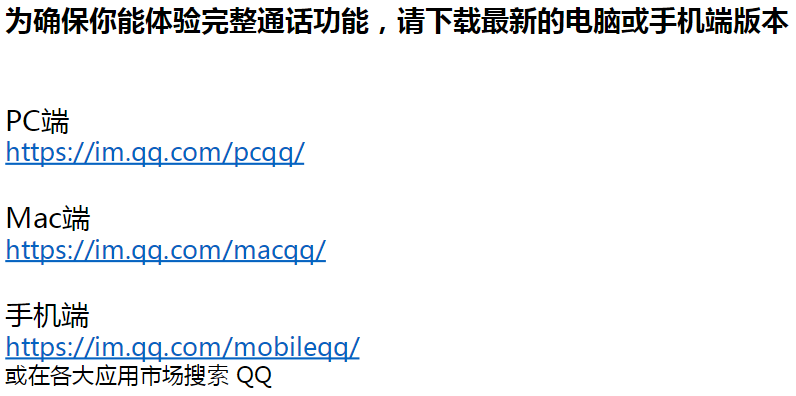 为确保你能体验完整通话功能，请下载最新的电脑或手机端版本
PC端
https://im.qq.com/pcqq/
Mac端
https://im.qq.com/macqq/
手机端
https://im.qq.com/mobileqq/
或在各大应用市场搜索 QQ